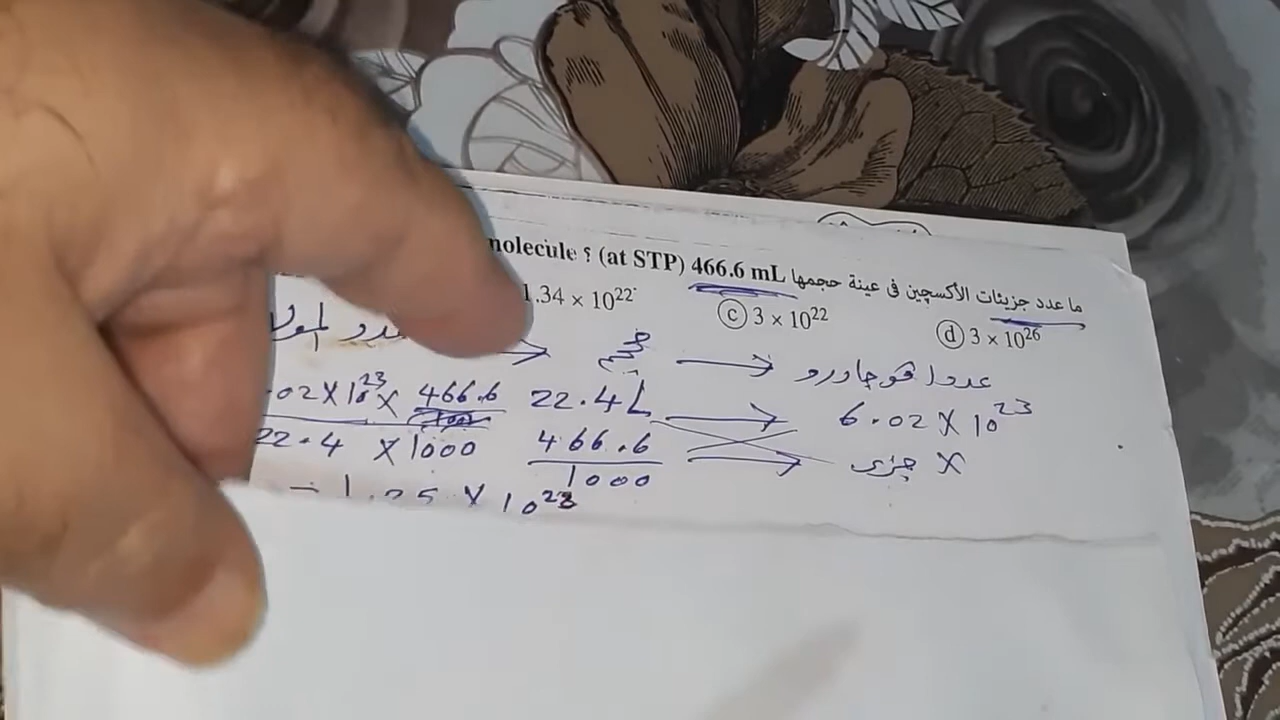 ما عدد جزيئات الأكسجين فى عينة حجمها 466.6 mL (at STP) ؟ molecule
1.34 × 10²² ⓒ 3 × 10²² ⓓ 3 × 10²⁶
عدد افوجادرو → حجم →
22.4 L → 6.02 × 10²³
466.6 / 1000 → X جزئ
.02 × 10²³ × 466.6
22.4 × 1000
= 1.25 × 10²³